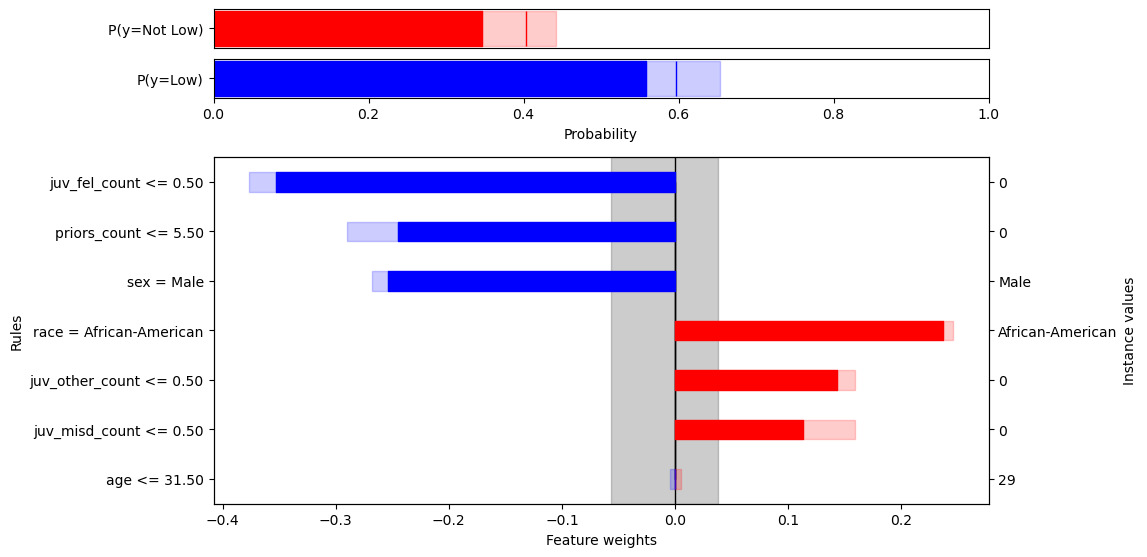 P(y=Not Low)
P(y=Low)
0.0 0.2 0.4 0.6 0.8 1.0
Probability
juv_fel_count <= 0.50 0
priors_count <= 5.50 0
sex = Male Male
race = African-American African-American
juv_other_count <= 0.50 0
juv_misd_count <= 0.50 0
age <= 31.50 29
Rules
Instance values
−0.4 −0.3 −0.2 −0.1 0.0 0.1 0.2
Feature weights